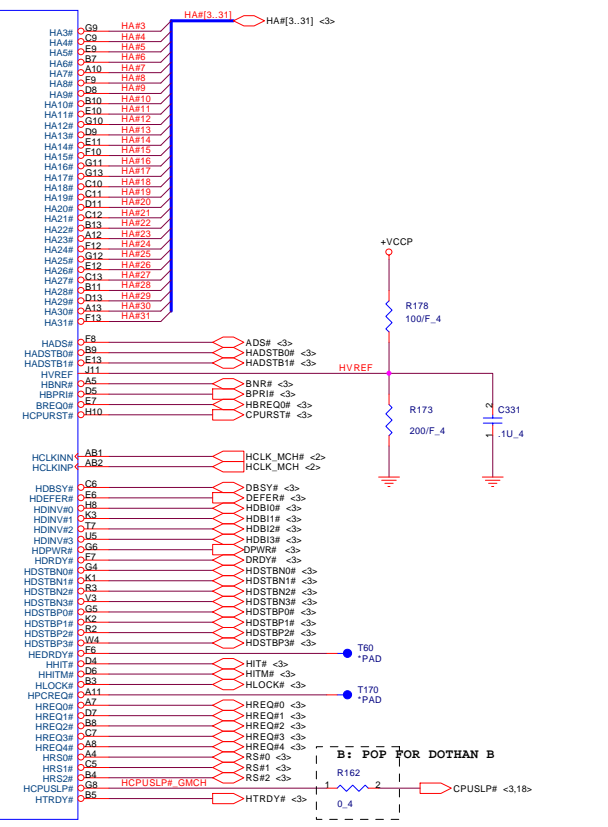 HA#[3..31] HA#[3..31] <3>
HA3# G9 HA#3
HA4# C9 HA#4
HA5# E9 HA#5
HA6# B7 HA#6
HA7# A10 HA#7
HA8# F9 HA#8
HA9# D8 HA#9
HA10# B10 HA#10
HA11# E10 HA#11
HA12# G10 HA#12
HA13# D9 HA#13
HA14# E11 HA#14
HA15# F10 HA#15
HA16# G11 HA#16
HA17# G13 HA#17
HA18# C10 HA#18
HA19# C11 HA#19
HA20# D11 HA#20
HA21# C12 HA#21
HA22# B13 HA#22
HA23# A12 HA#23
HA24# F12 HA#24
HA25# G12 HA#25
HA26# E12 HA#26
HA27# C13 HA#27
HA28# B11 HA#28
HA29# D13 HA#29
HA30# A13 HA#30
HA31# F13 HA#31
+VCCP
R178
100/F_4
HADS# F8 ADS# <3>
HADSTB0# B9 HADSTB0# <3>
HADSTB1# E13 HADSTB1# <3>
HVREF J11 HVREF
HBNR# A5 BNR# <3>
HBPRI# D5 BPRI# <3>
BREQ0# E7 HBREQ0# <3>
HCPURST# H10 CPURST# <3>
R173
200/F_4
2
C331
1
.1U_4
HCLKINN AB1 HCLK_MCH# <2>
HCLKINP AB2 HCLK_MCH <2>
HDBSY# C6 DBSY# <3>
HDEFER# E6 DEFER# <3>
HDINV#0 H8 HDBI0# <3>
HDINV#1 K3 HDBI1# <3>
HDINV#2 T7 HDBI2# <3>
HDINV#3 U5 HDBI3# <3>
HDPWR# G6 DPWR# <3>
HDRDY# F7 DRDY# <3>
HDSTBN0# G4 HDSTBN0# <3>
HDSTBN1# K1 HDSTBN1# <3>
HDSTBN2# R3 HDSTBN2# <3>
HDSTBN3# V3 HDSTBN3# <3>
HDSTBP0# G5 HDSTBP0# <3>
HDSTBP1# K2 HDSTBP1# <3>
HDSTBP2# R2 HDSTBP2# <3>
HDSTBP3# W4 HDSTBP3# <3>
HEDRDY# F6 T60
*PAD
HHIT# D4 HIT# <3>
HHITM# D6 HITM# <3>
HLOCK# B3 HLOCK# <3>
HPCREQ# A11 T170
*PAD
HREQ0# A7 HREQ#0 <3>
HREQ1# D7 HREQ#1 <3>
HREQ2# B8 HREQ#2 <3>
HREQ3# C7 HREQ#3 <3>
HREQ4# A8 HREQ#4 <3>
HRS0# A4 RS#0 <3>
HRS1# C5 RS#1 <3>
HRS2# B4 RS#2 <3>
B: POP FOR DOTHAN B
R162
HCPUSLP# G8 HCPUSLP#_GMCH 1 2 CPUSLP# <3,18>
0_4
HTRDY# B5 HTRDY# <3>